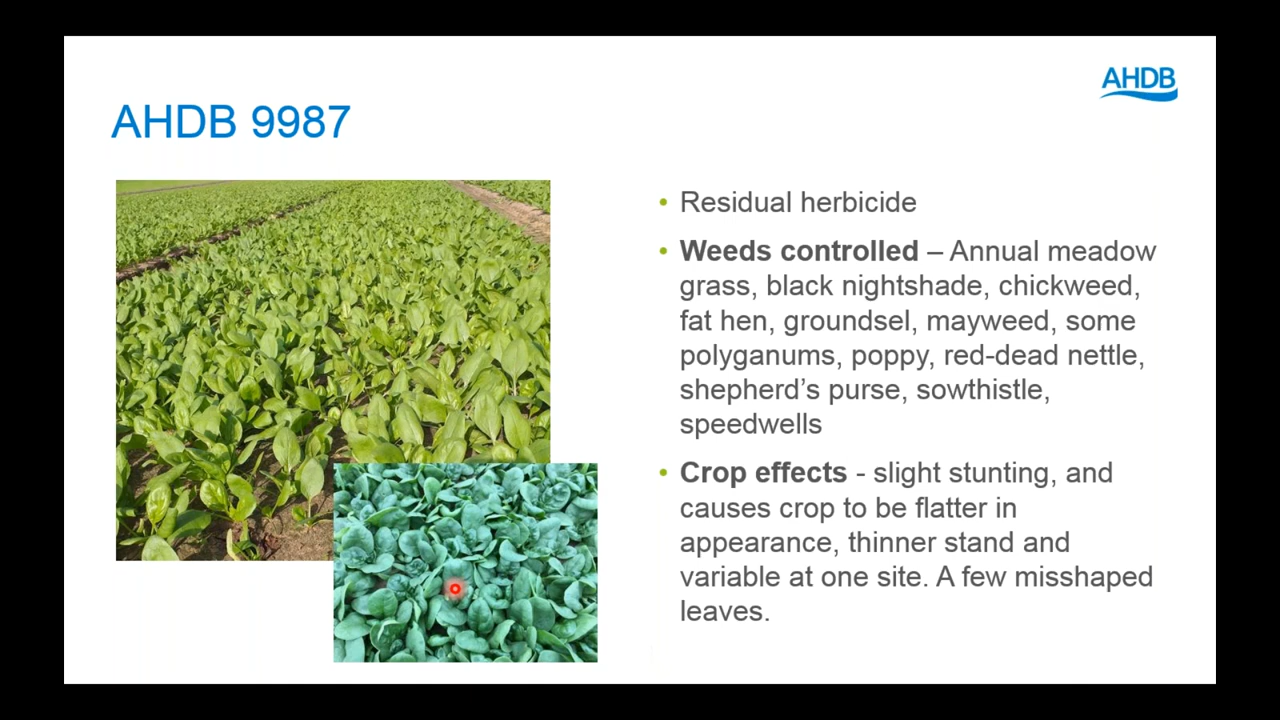 AHDB
AHDB 9987
• Residual herbicide
• Weeds controlled – Annual meadow
grass, black nightshade, chickweed,
fat hen, groundsel, mayweed, some
polyganums, poppy, red-dead nettle,
shepherd’s purse, sowthistle,
speedwells
• Crop effects - slight stunting, and
causes crop to be flatter in
appearance, thinner stand and
variable at one site. A few misshaped
leaves.